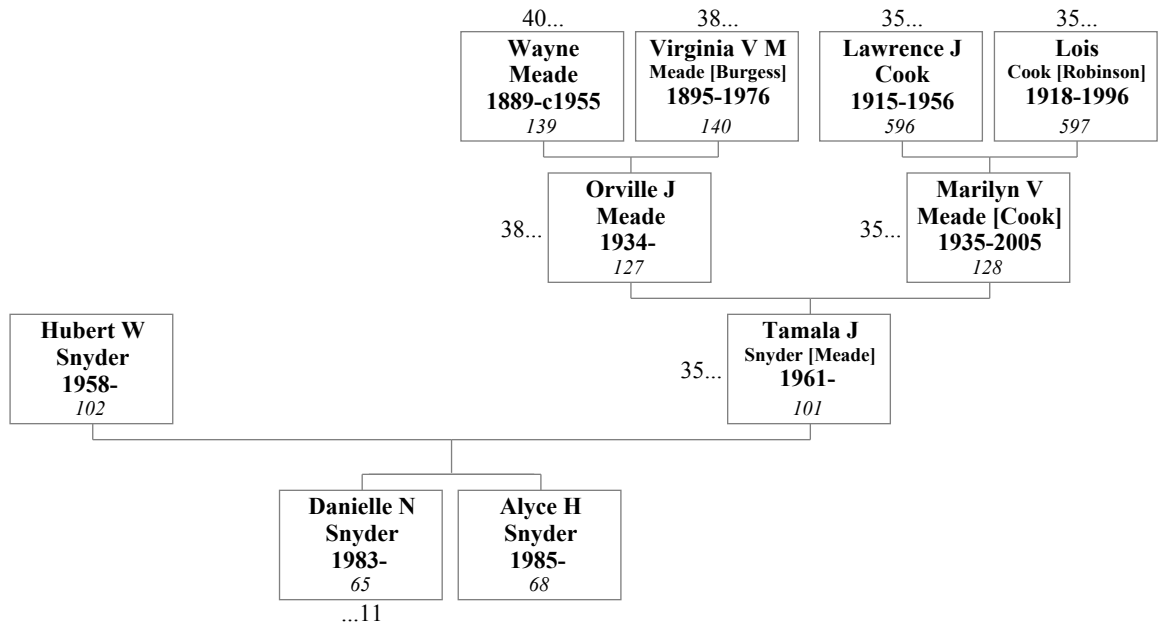 40...
38...
35...
35...
Wayne
Meade
1889-c1955
139
Virginia V M
Meade [Burgess]
1895-1976
140
Lawrence J
Cook
1915-1956
596
Lois
Cook [Robinson]
1918-1996
597
38...
Orville J
Meade
1934-
127
35...
Marilyn V
Meade [Cook]
1935-2005
128
Hubert W
Snyder
1958-
102
35...
Tamala J
Snyder [Meade]
1961-
101
Danielle N
Snyder
1983-
65
...11
Alyce H
Snyder
1985-
68